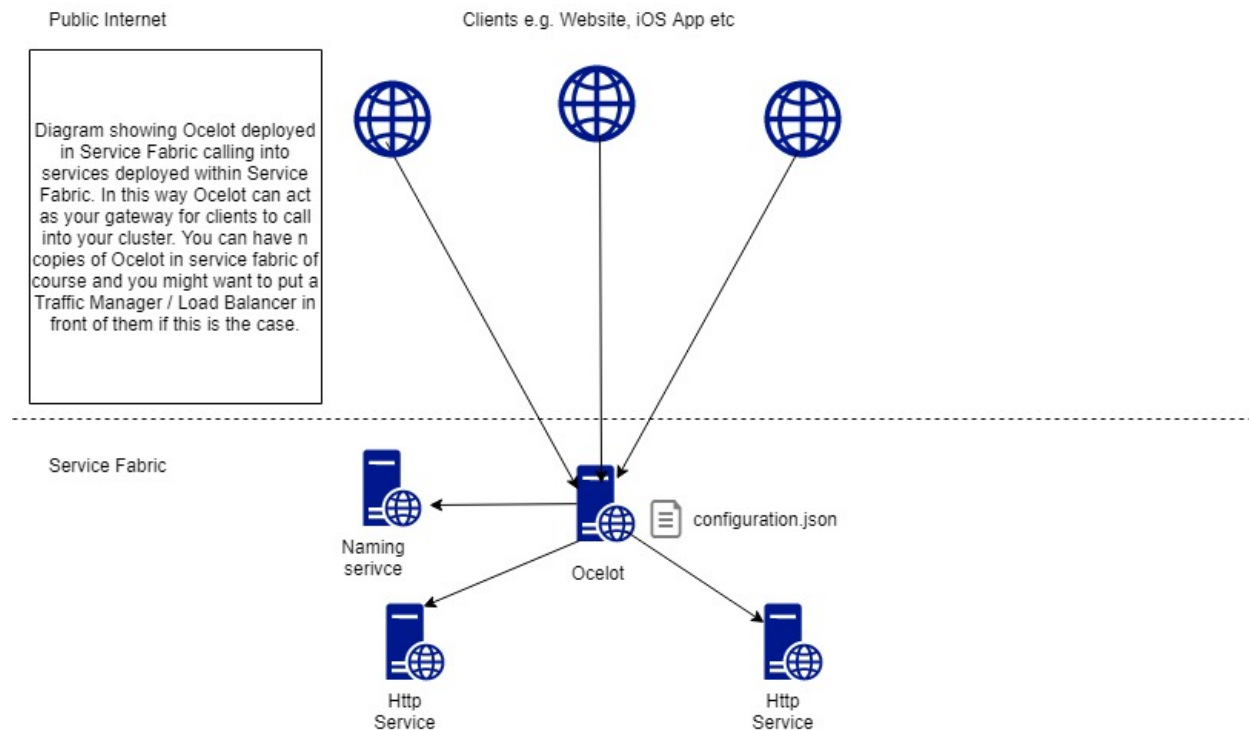 Public Internet
Clients e.g. Website, iOS App etc
Diagram showing Ocelot deployed
in Service Fabric calling into
services deployed within Service
Fabric. In this way Ocelot can act
as your gateway for clients to call
into your cluster. You can have n
copies of Ocelot in service fabric of
course and you might want to put a
Traffic Manager / Load Balancer in
front of them if this is the case.
Service Fabric
Naming
serivce
Ocelot
configuration.json
Http
Service
Http
Service